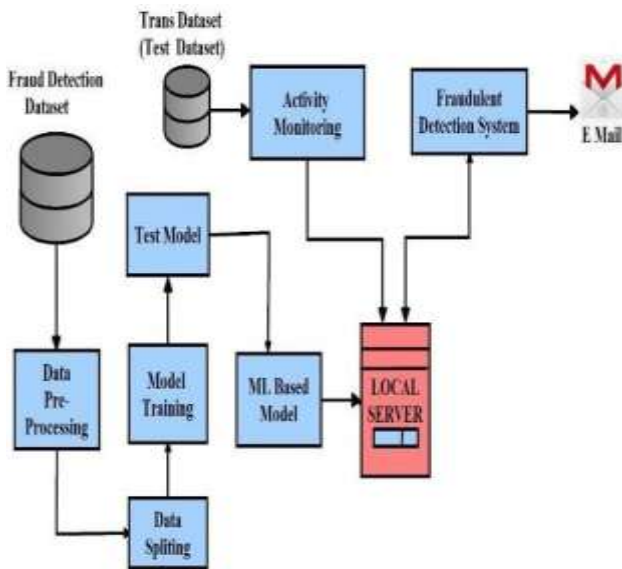 Trans Dataset
(Test Dataset)
Fraud Detection
Dataset
Activity
Monitoring
Fraudulent
Detection System
E Mail
Test Model
Data
Pre-
Processing
Model
Training
ML Based
Model
LOCAL
SERVER
Data
Spliting